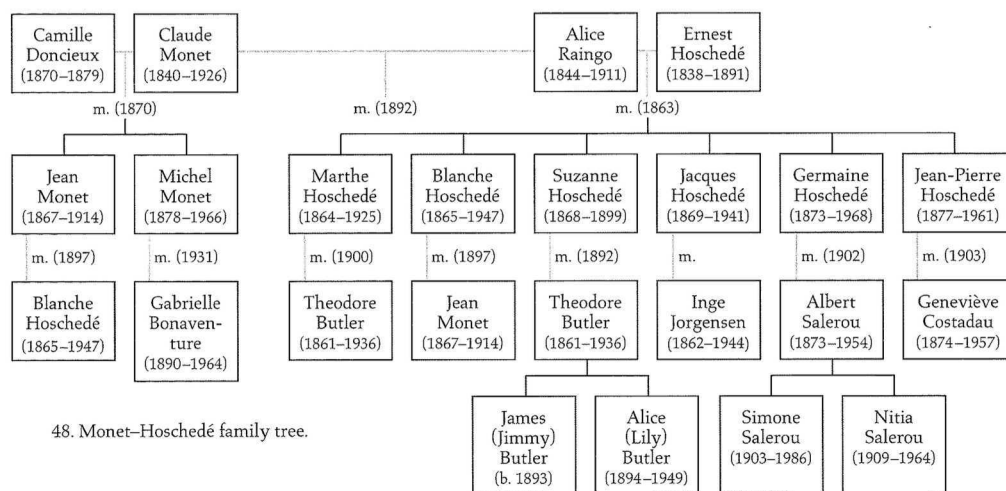 Camille
Doncieux
(1870–1879)
Claude
Monet
(1840–1926)
Alice
Raingo
(1844–1911)
Ernest
Hoschedé
(1838–1891)
m. (1870)
m. (1892)
m. (1863)
Jean
Monet
(1867–1914)
Michel
Monet
(1878–1966)
Marthe
Hoschedé
(1864–1925)
Blanche
Hoschedé
(1865–1947)
Suzanne
Hoschedé
(1868–1899)
Jacques
Hoschedé
(1869–1941)
Germaine
Hoschedé
(1873–1968)
Jean-Pierre
Hoschedé
(1877–1961)
m. (1897)
m. (1931)
m. (1900)
m. (1897)
m. (1892)
m.
m. (1902)
m. (1903)
Blanche
Hoschedé
(1865–1947)
Gabrielle
Bonaven-
ture
(1890–1964)
Theodore
Butler
(1861–1936)
Jean
Monet
(1867–1914)
Theodore
Butler
(1861–1936)
Inge
Jorgensen
(1862–1944)
Albert
Salerou
(1873–1954)
Geneviève
Costadau
(1874–1957)
James
(Jimmy)
Butler
(b. 1893)
Alice
(Lily)
Butler
(1894–1949)
Simone
Salerou
(1903–1986)
Nitia
Salerou
(1909–1964)
48. Monet–Hoschedé family tree.